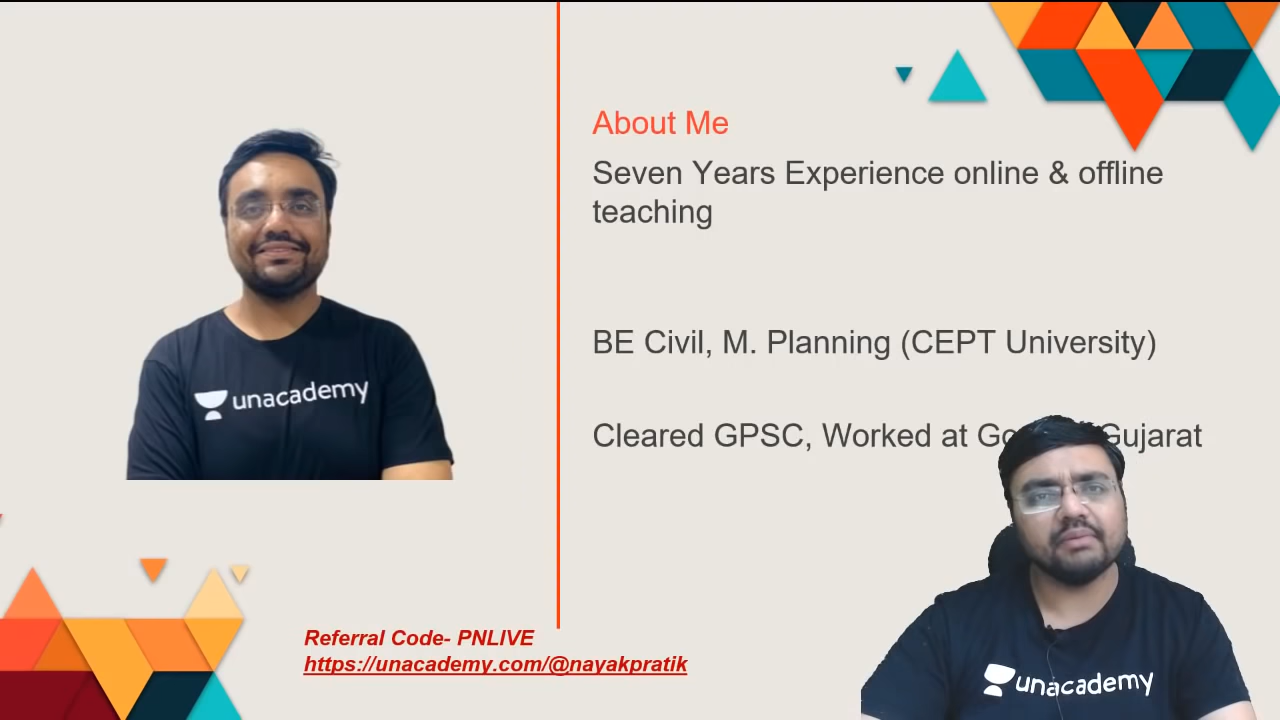 About Me
Seven Years Experience online & offline
teaching
BE Civil, M. Planning (CEPT University)
Cleared GPSC, Worked at Gujarat
unacademy
Referral Code- PNLIVE
https://unacademy.com/@nayakpratik
unacademy